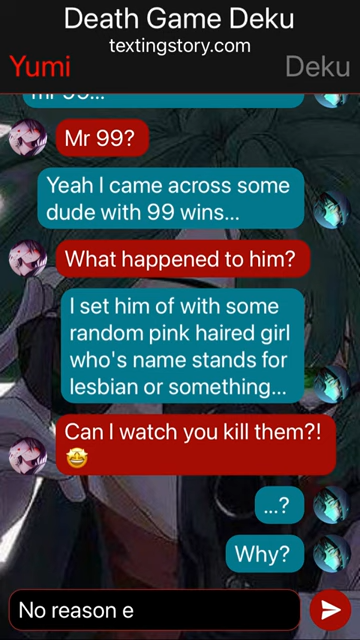 Death Game Deku
textingstory.com
Yumi
Deku
Mr 99?
Yeah I came across some
dude with 99 wins...
What happened to him?
I set him of with some
random pink haired girl
who's name stands for
lesbian or something...
Can I watch you kill them?!
🤩
...?
Why?
No reason e